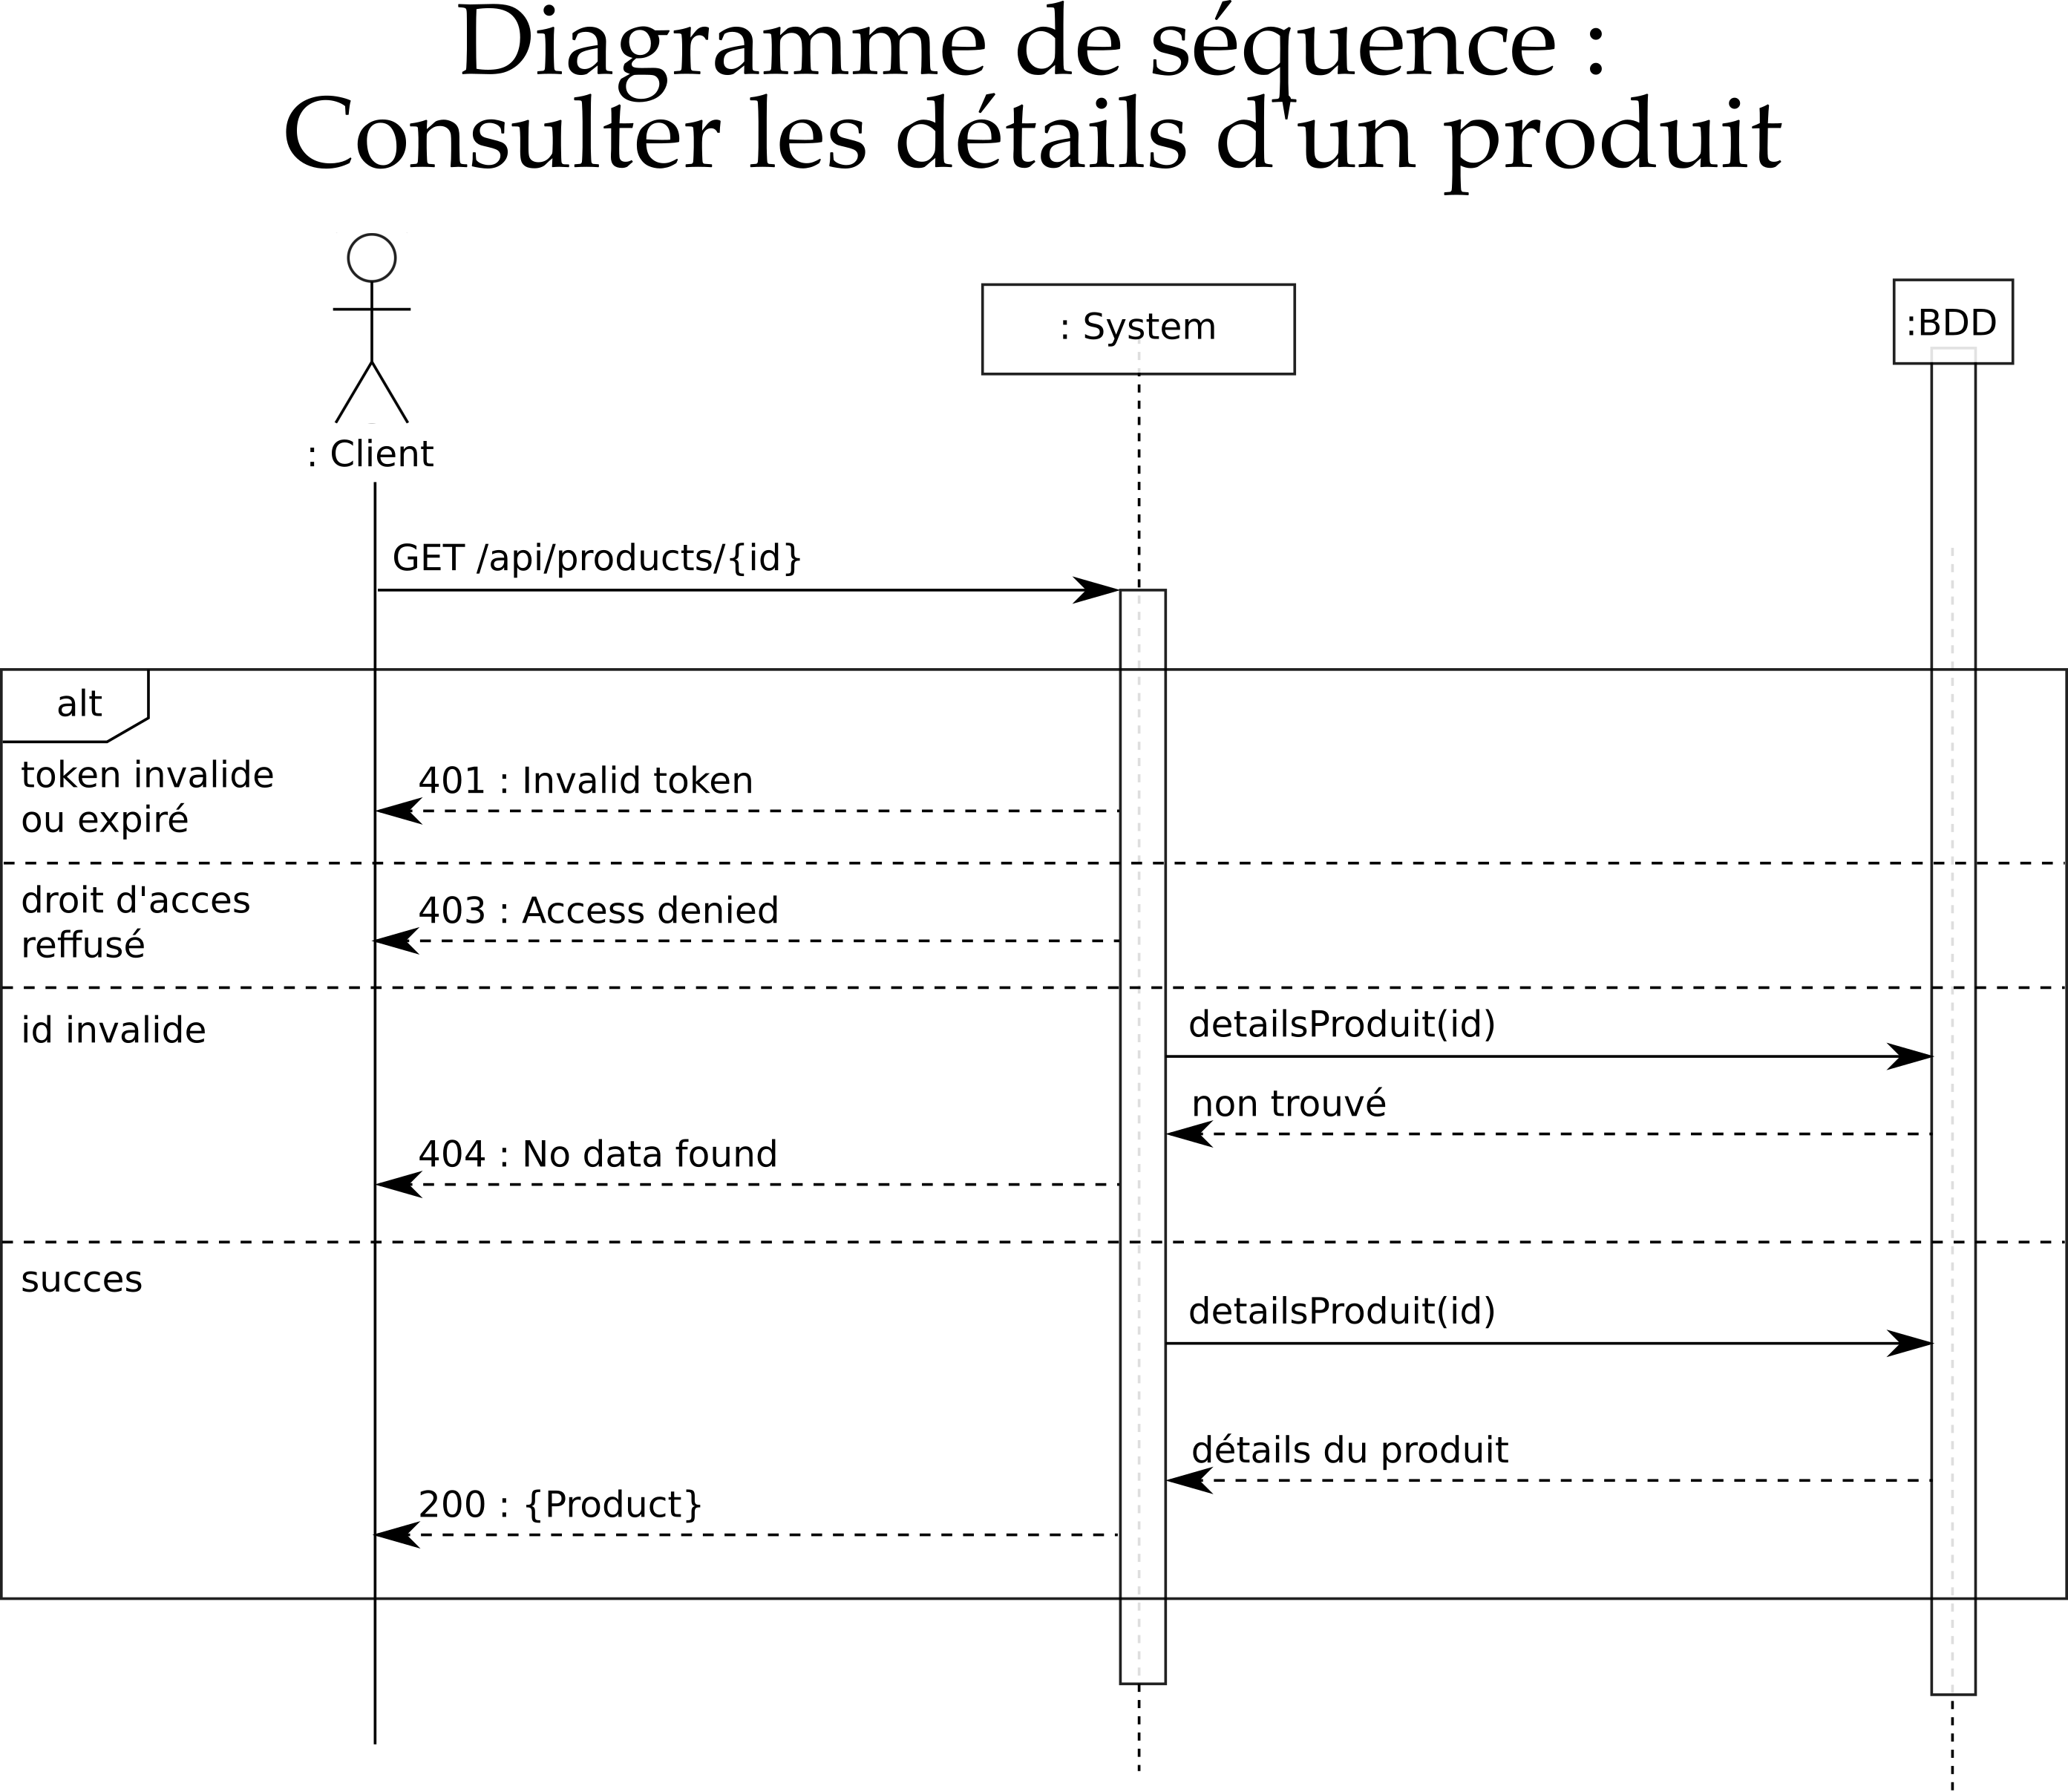 Diagramme de séquence :
Consulter les détails d'un produit
: System
:BDD
: Client
GET /api/products/{id}
alt
token invalide
ou expiré
401 : Invalid token
droit d'acces
reffusé
403 : Access denied
id invalide
detailsProduit(id)
non trouvé
404 : No data found
succes
detailsProduit(id)
détails du produit
200 : {Product}